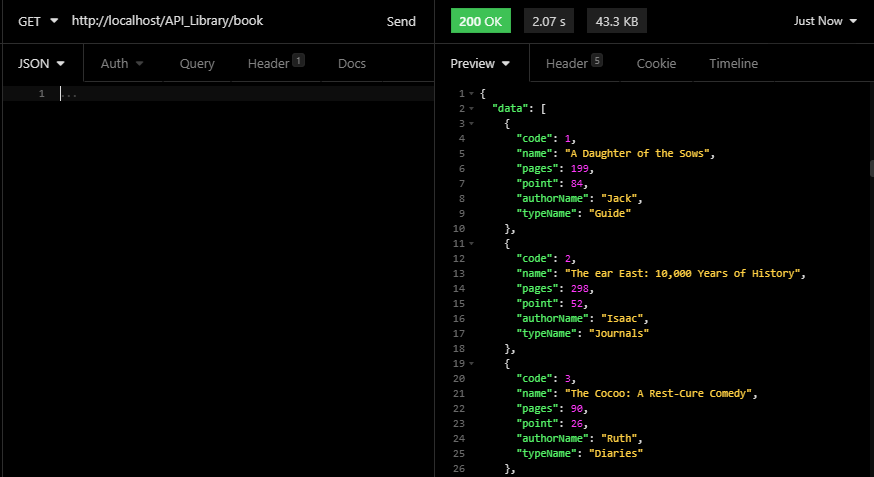 GET http://localhost/API_Library/book Send
200 OK 2.07 s 43.3 KB Just Now
JSON Auth Query Header 1 Docs
Preview Header 5 Cookie Timeline
1 ...
1 {
2 "data": [
3 {
4 "code": 1,
5 "name": "A Daughter of the Sows",
6 "pages": 199,
7 "point": 84,
8 "authorName": "Jack",
9 "typeName": "Guide"
10 },
11 {
12 "code": 2,
13 "name": "The ear East: 10,000 Years of History",
14 "pages": 298,
15 "point": 52,
16 "authorName": "Isaac",
17 "typeName": "Journals"
18 },
19 {
20 "code": 3,
21 "name": "The Cocoo: A Rest-Cure Comedy",
22 "pages": 90,
23 "point": 26,
24 "authorName": "Ruth",
25 "typeName": "Diaries"
26 },